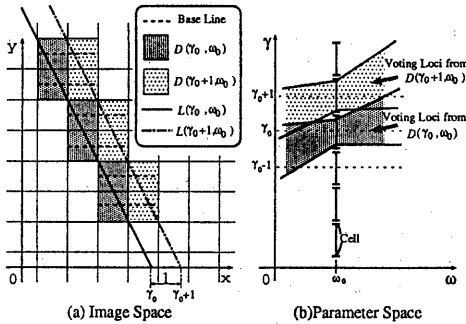 y
Base Line
D (γ₀ , ω₀)
D (γ₀+1, ω₀)
L(γ₀ , ω₀)
L(γ₀+1,ω₀)
0
x
1
γ₀
γ₀+1
(a) Image Space
γ
Voting Loci from
D(γ₀+1,ω₀)
γ₀+1
γ₀
Voting Loci from
D(γ₀ , ω₀)
γ₀-1
Cell
0
ω₀
ω
(b)Parameter Space